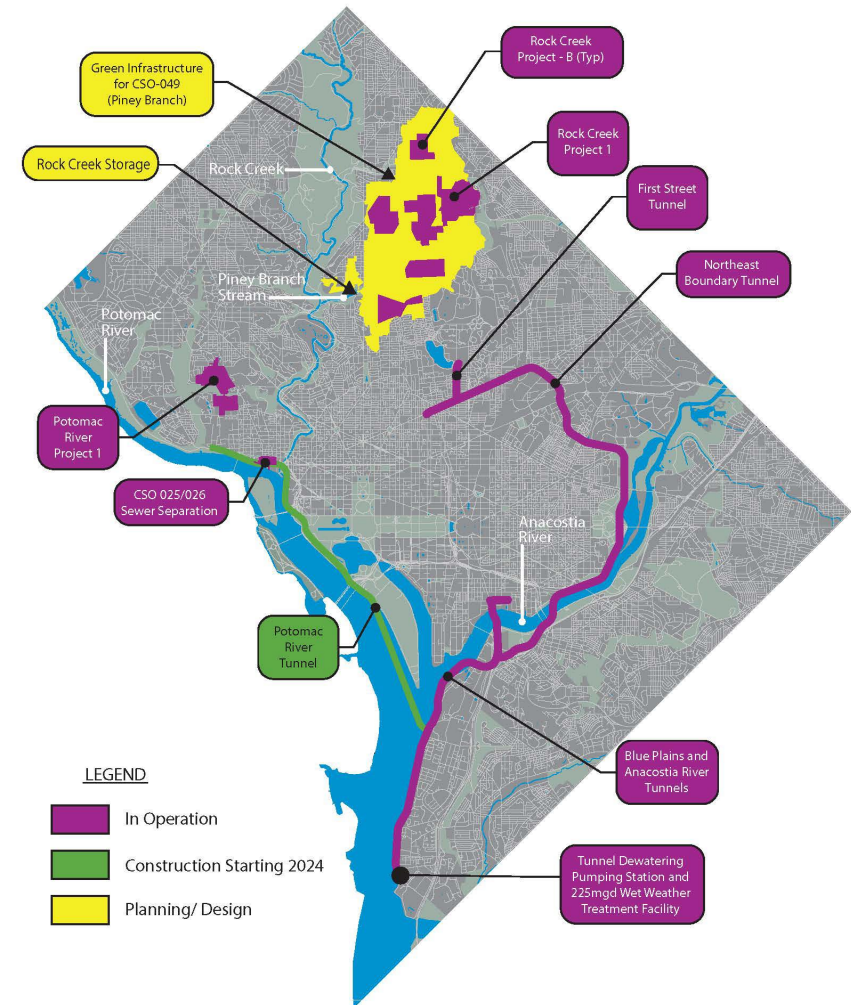 Rock Creek
Project - B (Typ)
Green Infrastructure
for CSO-049
(Piney Branch)
Rock Creek
Project 1
Rock Creek Storage
Rock Creek
First Street
Tunnel
Northeast
Boundary Tunnel
Piney Branch
Stream
Potomac
River
Potomac
River
Project 1
CSO 025/026
Sewer Separation
Anacostia
River
Potomac
River
Tunnel
Blue Plains and
Anacostia River
Tunnels
LEGEND
In Operation
Construction Starting 2024
Planning/ Design
Tunnel Dewatering
Pumping Station and
225mgd Wet Weather
Treatment Facility